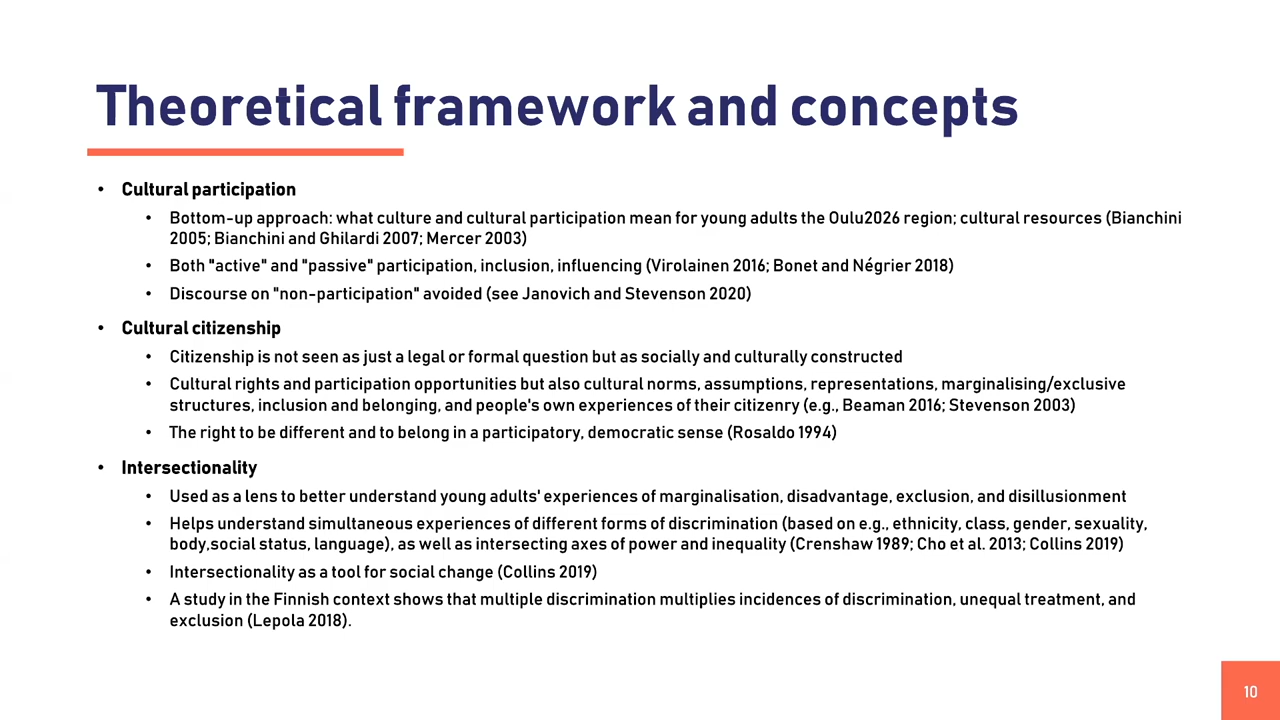 Theoretical framework and concepts
• Cultural participation
• Bottom-up approach: what culture and cultural participation mean for young adults the Oulu2026 region; cultural resources (Bianchini
2005; Bianchini and Ghilardi 2007; Mercer 2003)
• Both "active" and "passive" participation, inclusion, influencing (Virolainen 2016; Bonet and Négrier 2018)
• Discourse on "non-participation" avoided (see Janovich and Stevenson 2020)
• Cultural citizenship
• Citizenship is not seen as just a legal or formal question but as socially and culturally constructed
• Cultural rights and participation opportunities but also cultural norms, assumptions, representations, marginalising/exclusive
structures, inclusion and belonging, and people's own experiences of their citizenry (e.g., Beaman 2016; Stevenson 2003)
• The right to be different and to belong in a participatory, democratic sense (Rosaldo 1994)
• Intersectionality
• Used as a lens to better understand young adults' experiences of marginalisation, disadvantage, exclusion, and disillusionment
• Helps understand simultaneous experiences of different forms of discrimination (based on e.g., ethnicity, class, gender, sexuality,
body,social status, language), as well as intersecting axes of power and inequality (Crenshaw 1989; Cho et al. 2013; Collins 2019)
• Intersectionality as a tool for social change (Collins 2019)
• A study in the Finnish context shows that multiple discrimination multiplies incidences of discrimination, unequal treatment, and
exclusion (Lepola 2018).
10